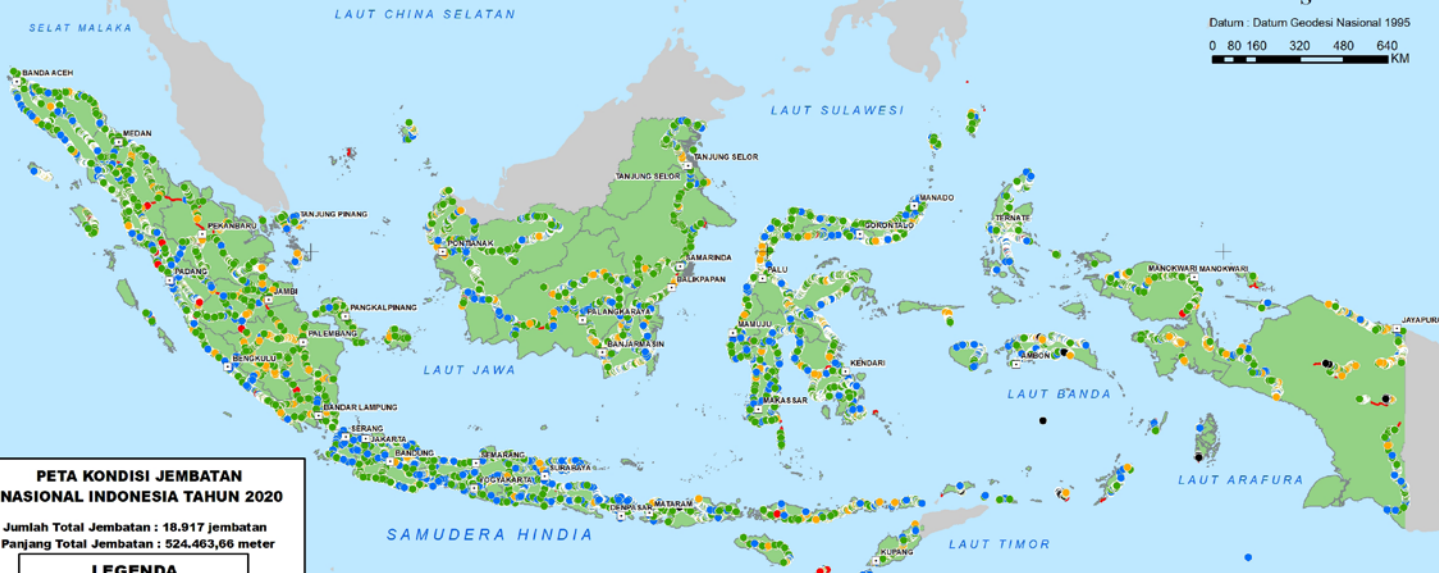 LAUT CHINA SELATAN
SELAT MALAKA
Datum : Datum Geodesi Nasional 1995
0 80 160 320 480 640
KM
BANDA ACEH
LAUT SULAWESI
MEDAN
TANJUNG SELOR
TANJUNG SELOR
MANADO
TANJUNG PINANG
TERNATE
PEKANBARU
GORONTALO
PONTIANAK
SAMARINDA
PADANG
PALU
MANOKWARI
MANOKWARI
BALIKPAPAN
JAMBI
PANGKALPINANG
PALANGKARAYA
JAYAPURA
MAMUJU
PALEMBANG
BANJARMASIN
AMBON
BENGKULU
KENDARI
LAUT JAWA
LAUT BANDA
MAKASSAR
BANDAR LAMPUNG
SERANG
JAKARTA
BANDUNG
SEMARANG
SURABAYA
YOGYAKARTA
LAUT ARAFURA
PETA KONDISI JEMBATAN
NASIONAL INDONESIA TAHUN 2020
DENPASAR
MATARAM
Jumlah Total Jembatan : 18.917 jembatan
Panjang Total Jembatan : 524.463,66 meter
SAMUDERA HINDIA
LAUT TIMOR
KUPANG
LEGENDA